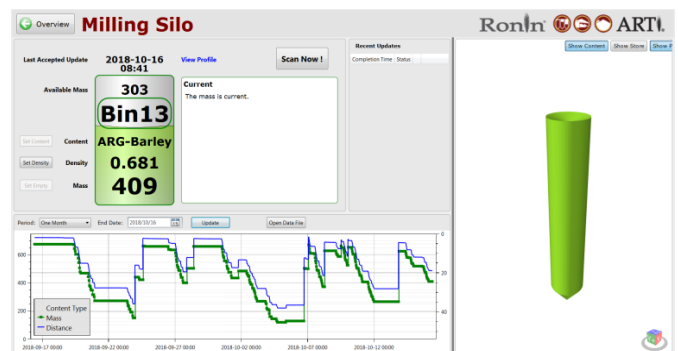 Overview
Milling Silo
Ronin
ARTI.
Last Accepted Update
2018-10-16
08:41
View Profile
Scan Now !
Available Mass
303
Bin13
Current
The mass is current.
Set Content
Content
ARG-Barley
Set Density
Density
0.681
Set Empty
Mass
409
Recent Updates
Completion Time Status
Show Content
Show Store
Show P
Period:
One Month
End Date:
2018/10/16
Update
Open Data File
600
400
200
0
0
20
40
Content Type
Mass
Distance
2018-09-17 00:00
2018-09-22 00:00
2018-09-27 00:00
2018-10-02 00:00
2018-10-07 00:00
2018-10-12 00:00